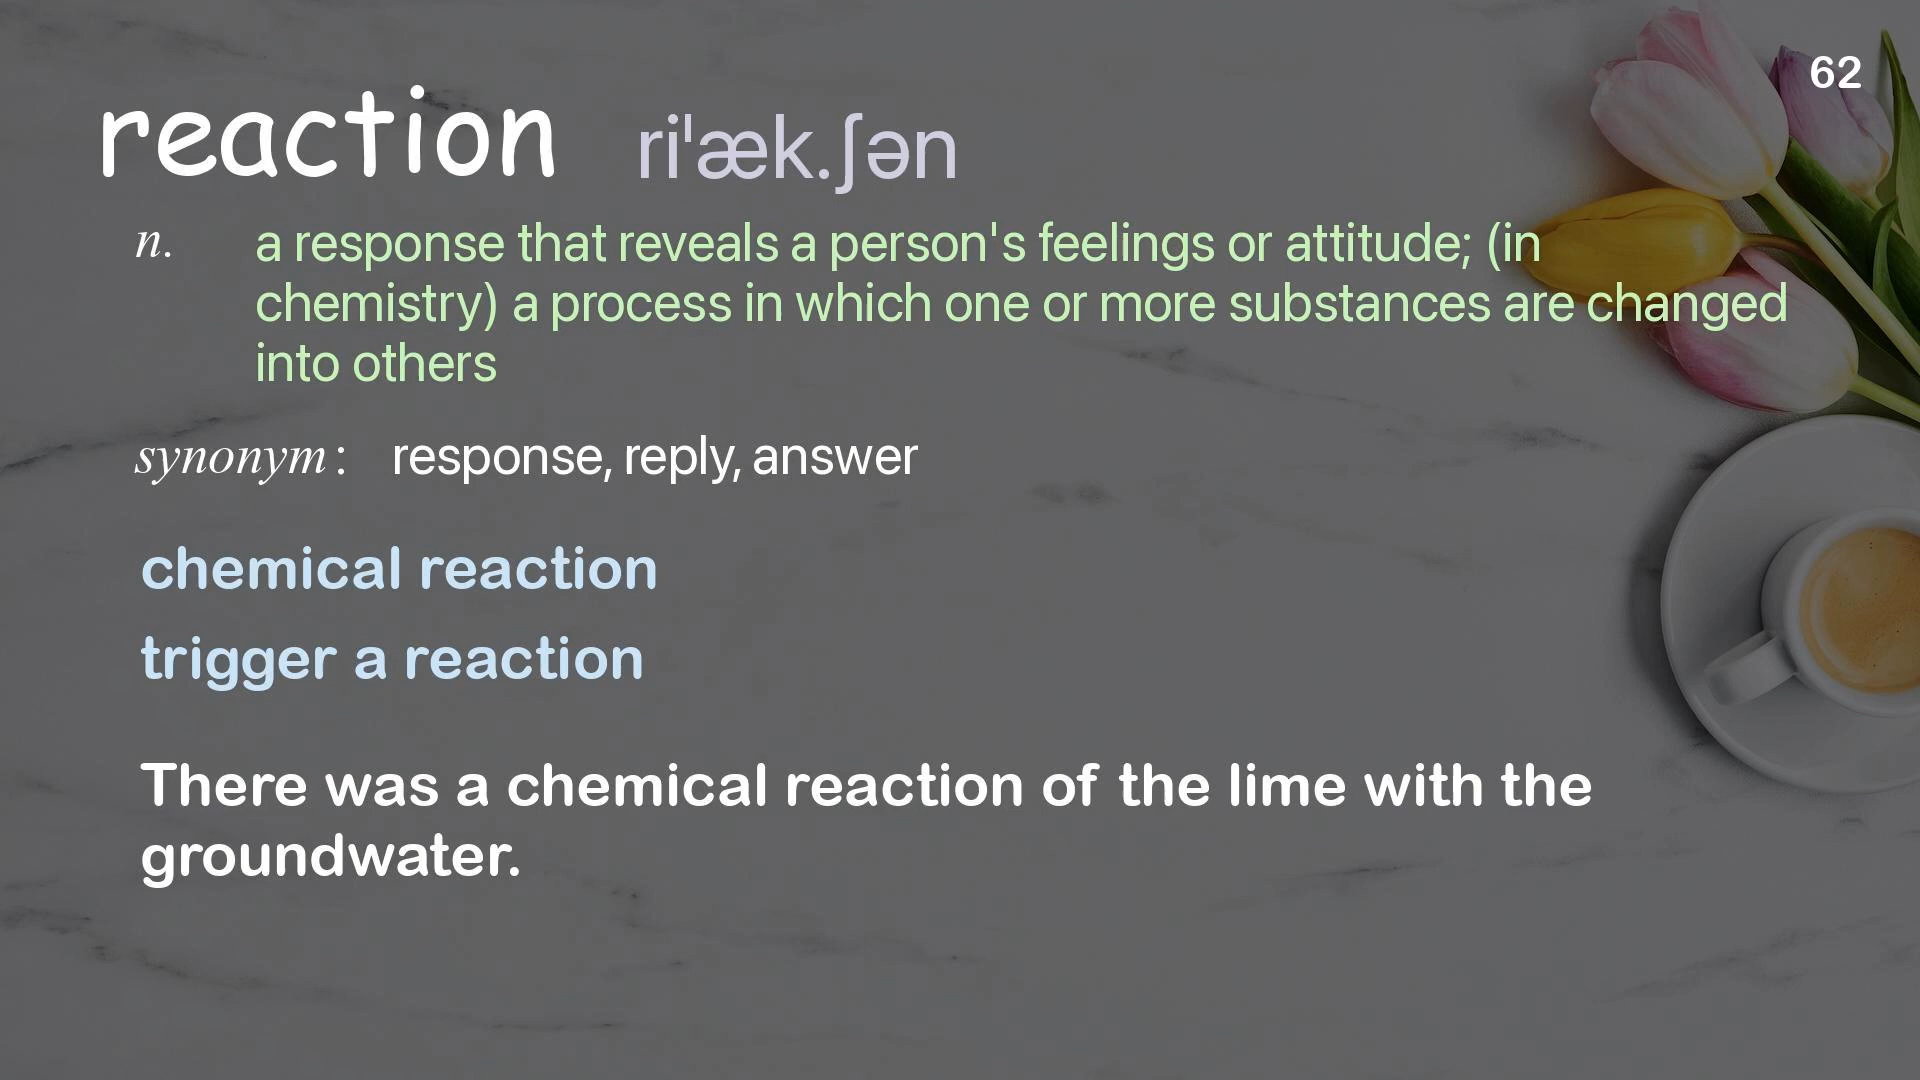 62
reaction riˈæk.ʃən
n. a response that reveals a person's feelings or attitude; (in
chemistry) a process in which one or more substances are changed
into others
synonym: response, reply, answer
chemical reaction
trigger a reaction
There was a chemical reaction of the lime with the
groundwater.